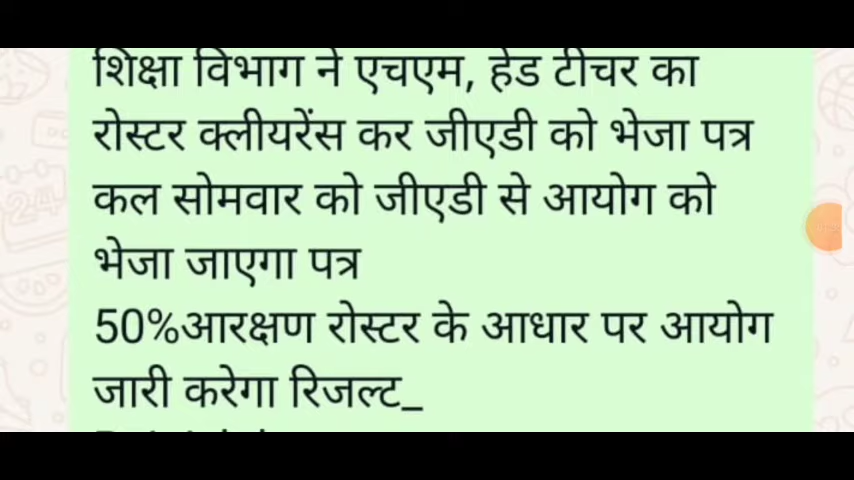 शिक्षा विभाग ने एचएम, हेड टीचर का
रोस्टर क्लीयरेंस कर जीएडी को भेजा पत्र
कल सोमवार को जीएडी से आयोग को
भेजा जाएगा पत्र
50%आरक्षण रोस्टर के आधार पर आयोग
जारी करेगा रिजल्ट_